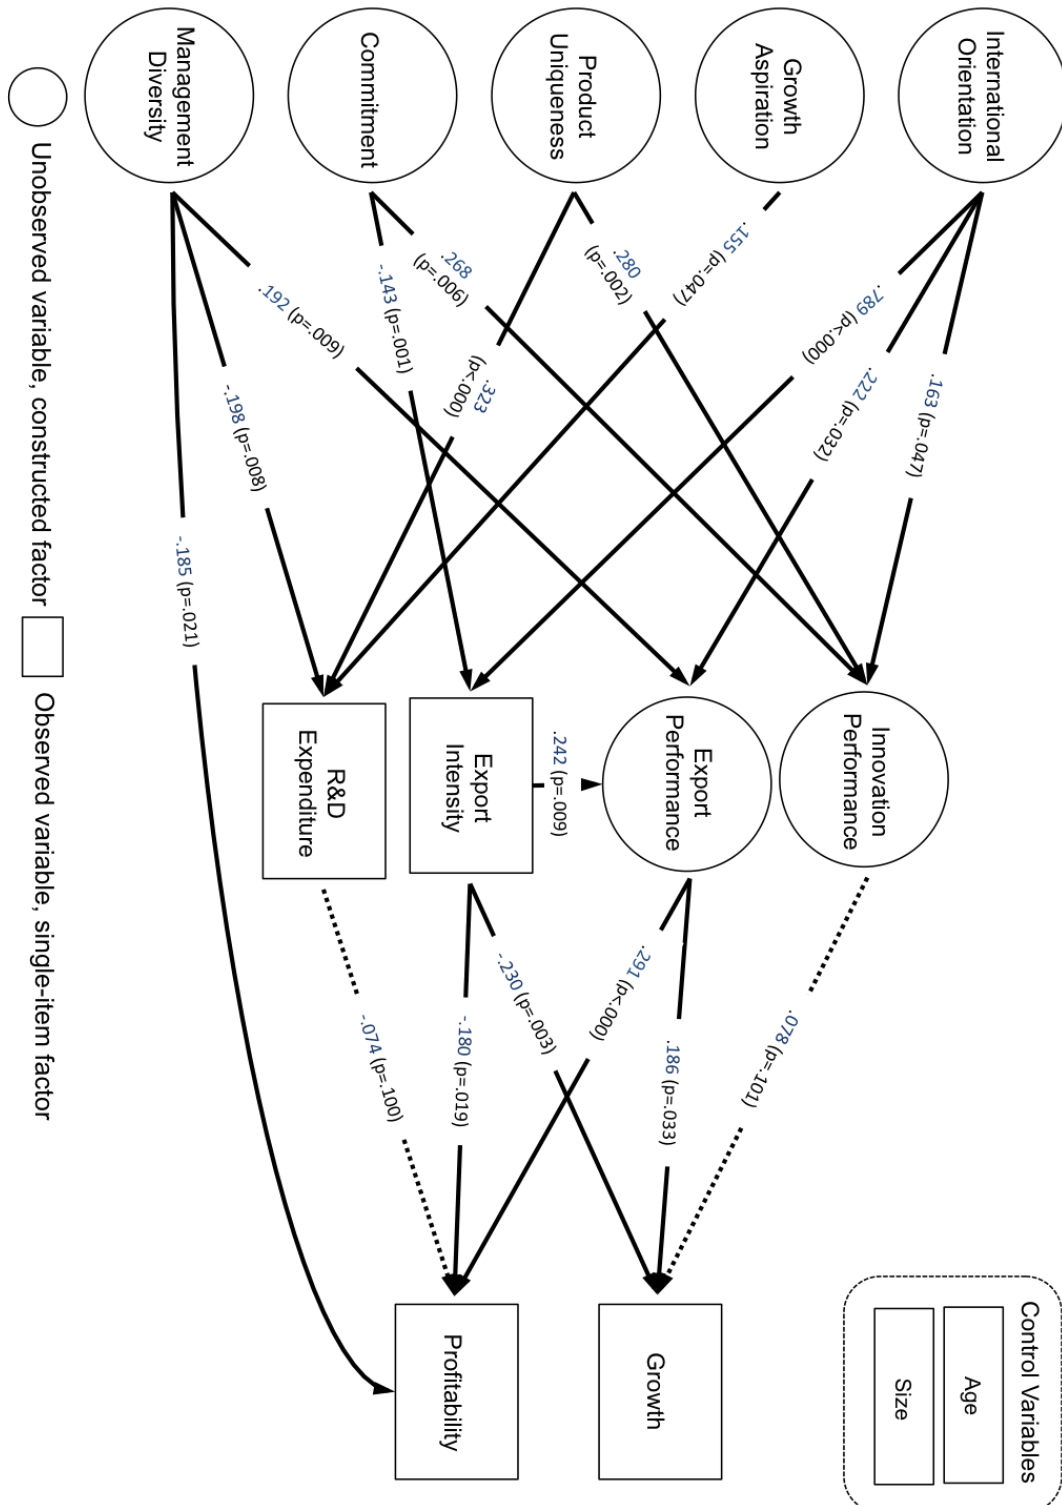 International
Orientation
Growth
Aspiration
Product
Uniqueness
Commitment
Management
Diversity
.163 (p=.047)
.222 (p=.032)
.789 (p<.000)
.155 (p=.047)
.280
(p=.002)
.323
(p<.000)
.268
(p=.006)
-.143 (p=.001)
.192 (p=.009)
-.198 (p=.008)
-.185 (p=.021)
Innovation
Performance
Export
Performance
.242 (p=.009)
Export
Intensity
R&D
Expenditure
.078 (p=.101)
.186 (p=.033)
.291 (p<.000)
-.230 (p=.003)
-.180 (p=.019)
-.074 (p=.100)
Control Variables
Age
Size
Growth
Profitability
Unobserved variable, constructed factor
Observed variable, single-item factor